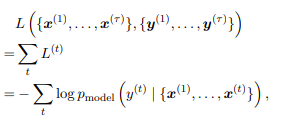 L ({x^(1), . . . , x^(τ)}, {y^(1), . . . , y^(τ)})
= ∑_t L^(t)
= − ∑_t log p_model (y^(t) | {x^(1), . . . , x^(t)}) ,